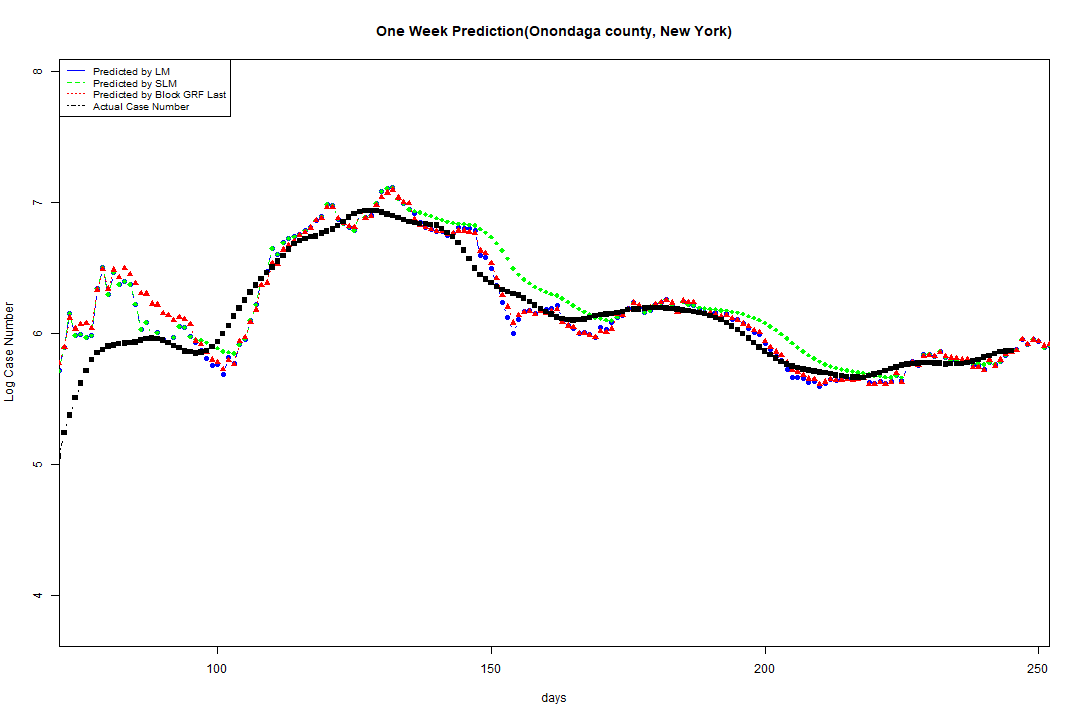 One Week Prediction(Onondaga county, New York)
Predicted by LM
Predicted by SLM
Predicted by Block GRF Last
Actual Case Number
8
7
6
5
4
Log Case Number
100 150 200 250
days